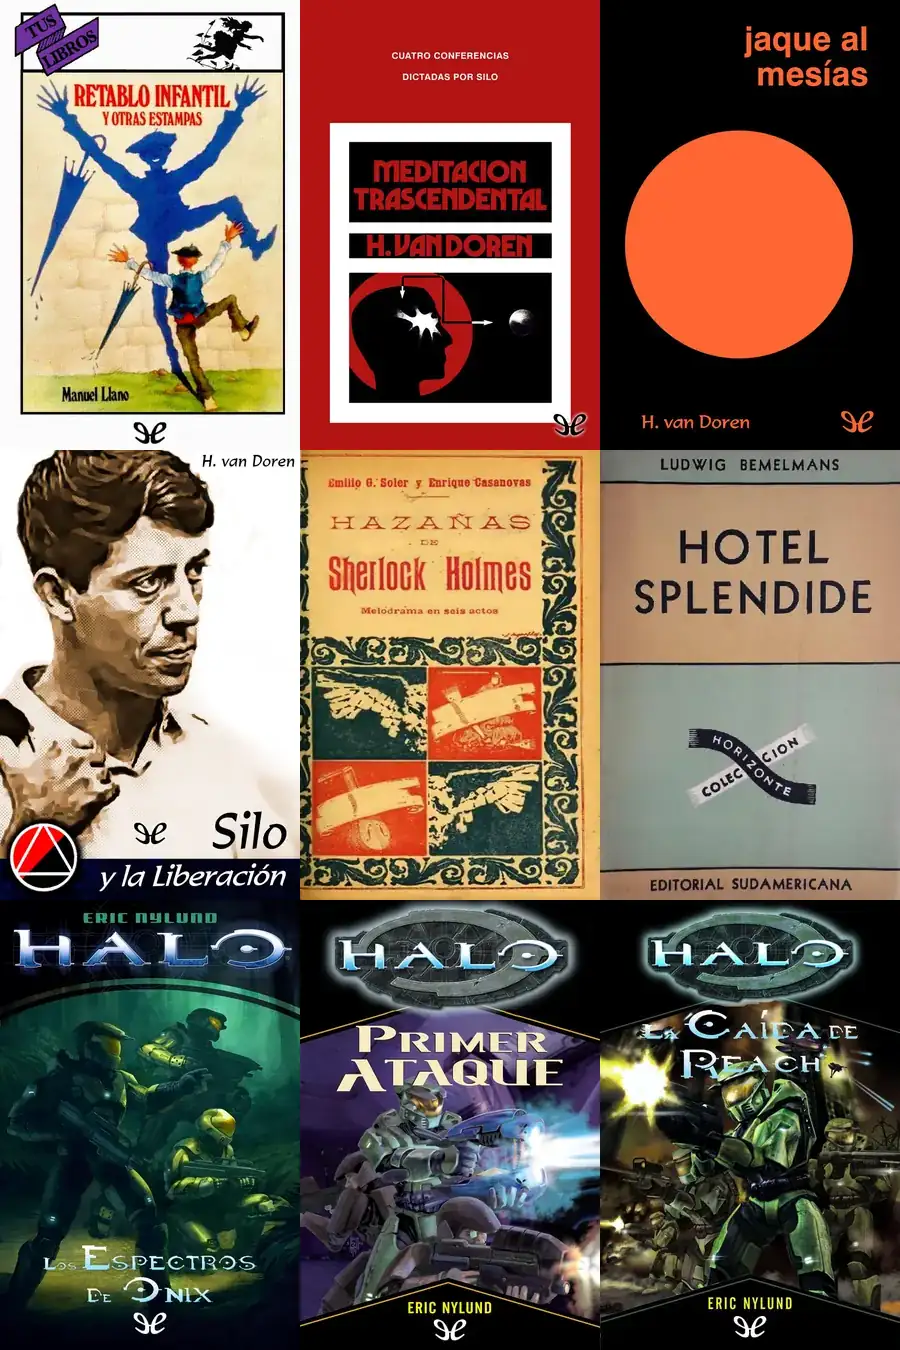 TUS
LIBROS
RETABLO INFANTIL
Y OTRAS ESTAMPAS
Manuel Llano
CUATRO CONFERENCIAS
DICTADAS POR SILO
MEDITACION
TRASCENDENTAL
H. VAN DOREN
jaque al
mesías
H. van Doren
H. van Doren
Silo
y la Liberación
Emilio G. Soler y Enrique Casanovas
HAZAÑAS
DE
Sherlock Holmes
Melodrama en seis actos
LUDWIG BEMELMANS
HOTEL
SPLENDIDE
HORIZONTE
COLECCION
EDITORIAL SUDAMERICANA
ERIC NYLUND
HALO
LOS ESPECTROS
DE ONIX
HALO
PRIMER
ATAQUE
ERIC NYLUND
HALO
LA CAÍDA DE
REACH
ERIC NYLUND